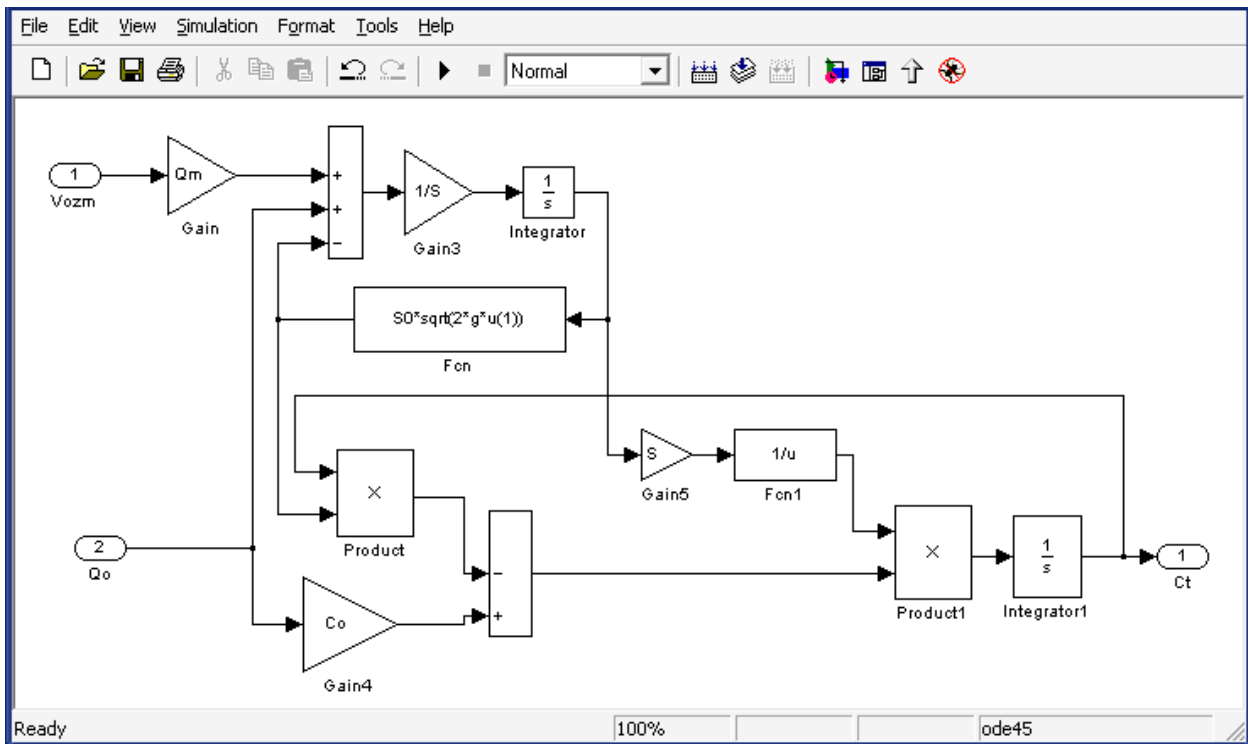 File Edit View Simulation Format Tools Help
Normal
1
Vozm
Qm
Gain
+
+
−
1/S
Gain3
1
s
Integrator
S0*sqrt(2*g*u(1))
Fcn
S
Gain5
1/u
Fcn1
×
Product
2
Qo
Co
Gain4
−
+
×
Product1
1
s
Integrator1
1
Ct
Ready 100% ode45